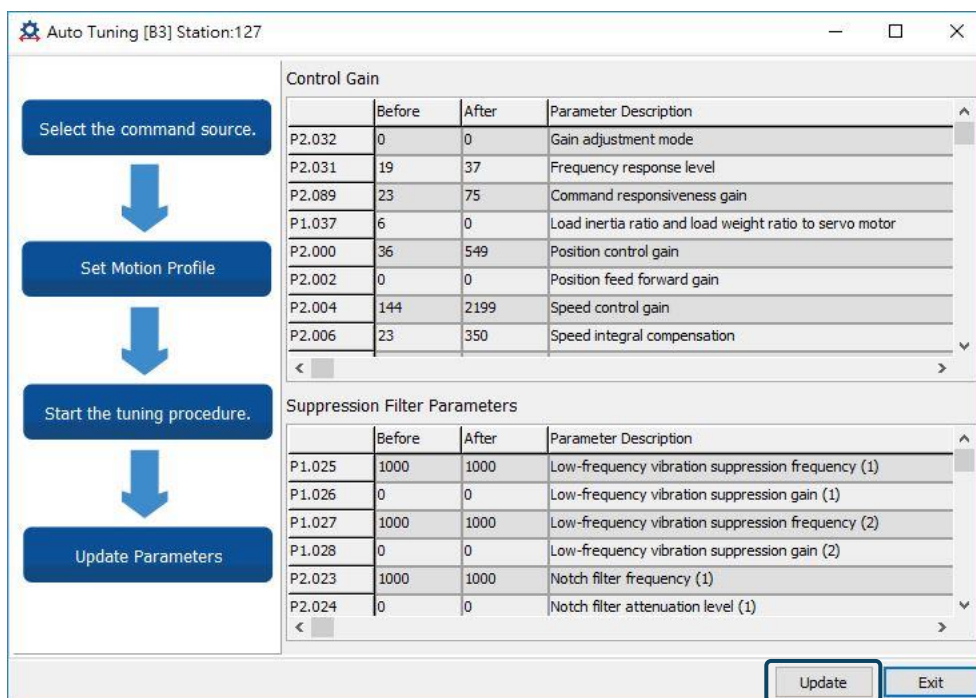 Auto Tuning [B3] Station:127
Select the command source.
Set Motion Profile
Start the tuning procedure.
Update Parameters
Control Gain
Before After Parameter Description
P2.032 0 0 Gain adjustment mode
P2.031 19 37 Frequency response level
P2.089 23 75 Command responsiveness gain
P1.037 6 0 Load inertia ratio and load weight ratio to servo motor
P2.000 36 549 Position control gain
P2.002 0 0 Position feed forward gain
P2.004 144 2199 Speed control gain
P2.006 23 350 Speed integral compensation
Suppression Filter Parameters
Before After Parameter Description
P1.025 1000 1000 Low-frequency vibration suppression frequency (1)
P1.026 0 0 Low-frequency vibration suppression gain (1)
P1.027 1000 1000 Low-frequency vibration suppression frequency (2)
P1.028 0 0 Low-frequency vibration suppression gain (2)
P2.023 1000 1000 Notch filter frequency (1)
P2.024 0 0 Notch filter attenuation level (1)
Update Exit